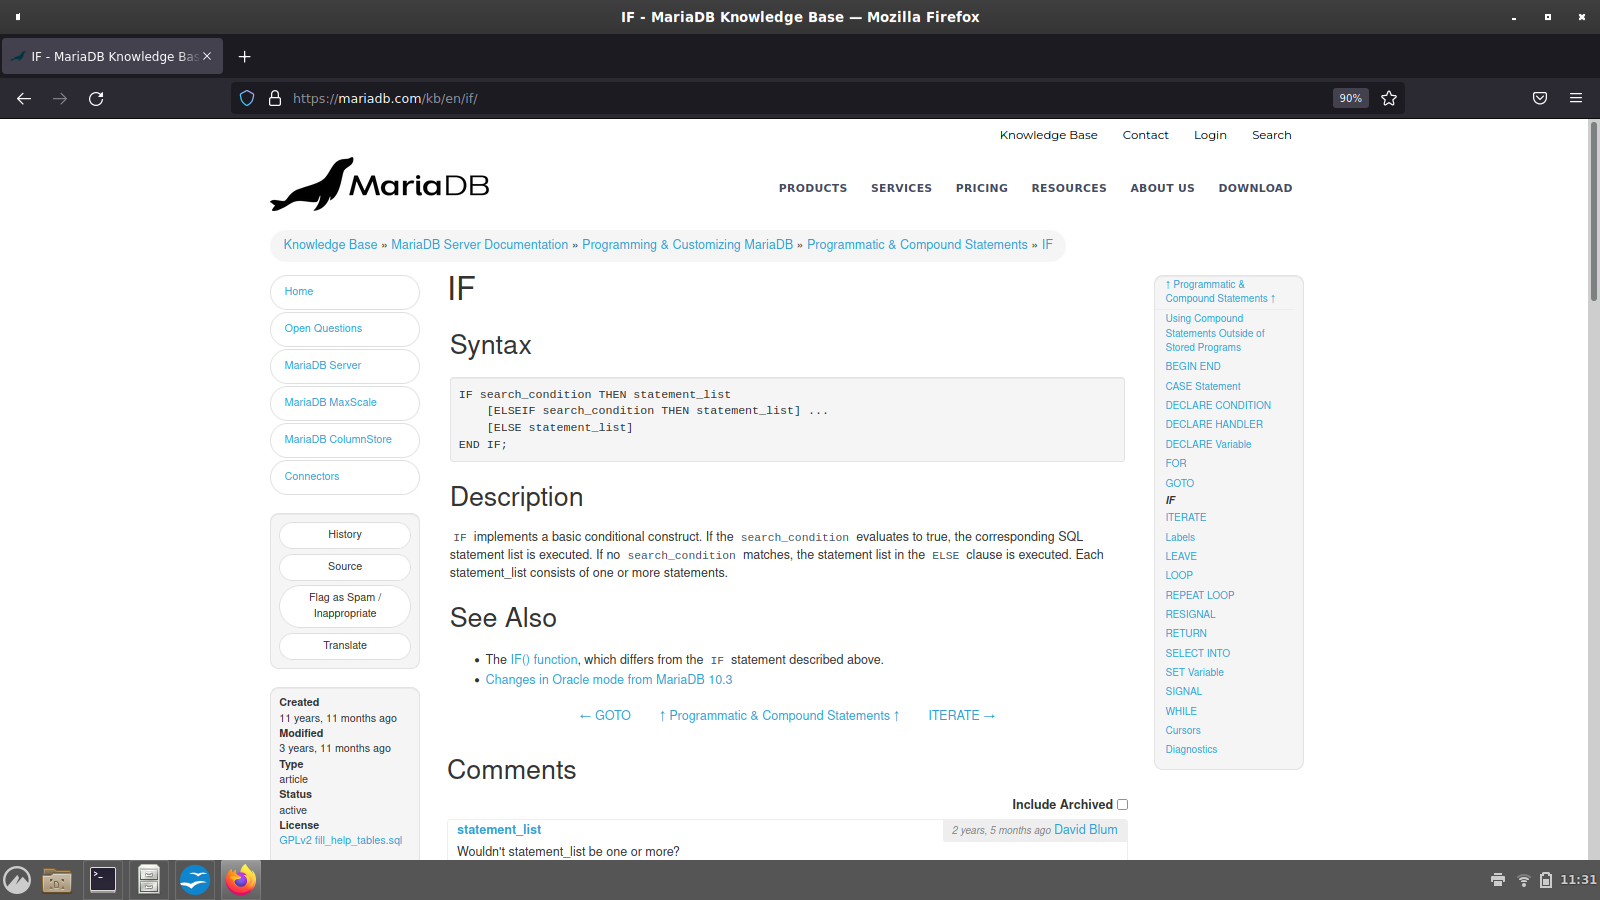 IF - MariaDB Knowledge Base — Mozilla Firefox
IF - MariaDB Knowledge Bas
https://mariadb.com/kb/en/if/
90%
Knowledge Base Contact Login Search
MariaDB
PRODUCTS SERVICES PRICING RESOURCES ABOUT US DOWNLOAD
Knowledge Base » MariaDB Server Documentation » Programming & Customizing MariaDB » Programmatic & Compound Statements » IF
Home
Open Questions
MariaDB Server
MariaDB MaxScale
MariaDB ColumnStore
Connectors
History
Source
Flag as Spam /
Inappropriate
Translate
Created
11 years, 11 months ago
Modified
3 years, 11 months ago
Type
article
Status
active
License
GPLv2 fill_help_tables.sql
IF
Syntax
IF search_condition THEN statement_list
[ELSEIF search_condition THEN statement_list] ...
[ELSE statement_list]
END IF;
Description
IF implements a basic conditional construct. If the search_condition evaluates to true, the corresponding SQL
statement list is executed. If no search_condition matches, the statement list in the ELSE clause is executed. Each
statement_list consists of one or more statements.
See Also
• The IF() function, which differs from the IF statement described above.
• Changes in Oracle mode from MariaDB 10.3
← GOTO ↑ Programmatic & Compound Statements ↑ ITERATE →
Comments
Include Archived
statement_list 2 years, 5 months ago David Blum
Wouldn't statement_list be one or more?
↑ Programmatic &
Compound Statements ↑
Using Compound
Statements Outside of
Stored Programs
BEGIN END
CASE Statement
DECLARE CONDITION
DECLARE HANDLER
DECLARE Variable
FOR
GOTO
IF
ITERATE
Labels
LEAVE
LOOP
REPEAT LOOP
RESIGNAL
RETURN
SELECT INTO
SET Variable
SIGNAL
WHILE
Cursors
Diagnostics
11:31